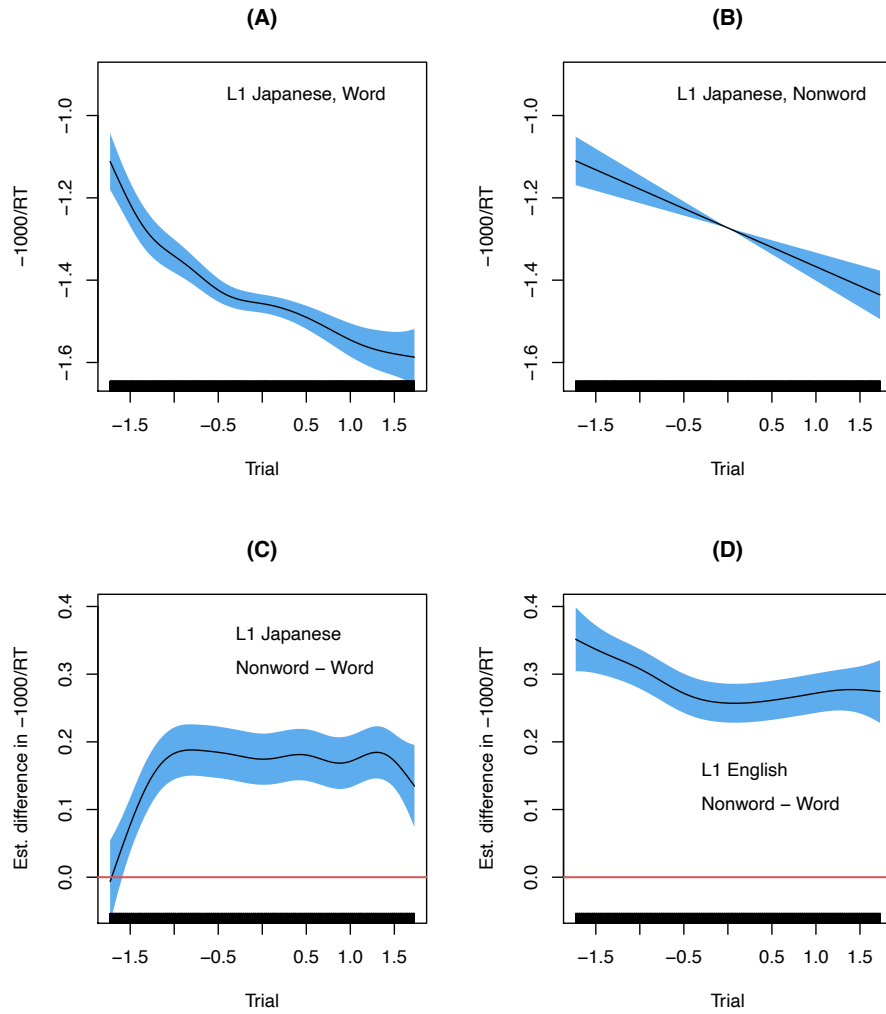 (A)
L1 Japanese, Word
−1000/RT
−1.0
−1.2
−1.4
−1.6
−1.5
−0.5
0.5
1.0
1.5
Trial
(B)
L1 Japanese, Nonword
−1000/RT
−1.0
−1.2
−1.4
−1.6
−1.5
−0.5
0.5
1.0
1.5
Trial
(C)
L1 Japanese
Nonword − Word
Est. difference in −1000/RT
0.4
0.3
0.2
0.1
0.0
−1.5
−0.5
0.5
1.0
1.5
Trial
(D)
L1 English
Nonword − Word
Est. difference in −1000/RT
0.4
0.3
0.2
0.1
0.0
−1.5
−0.5
0.5
1.0
1.5
Trial